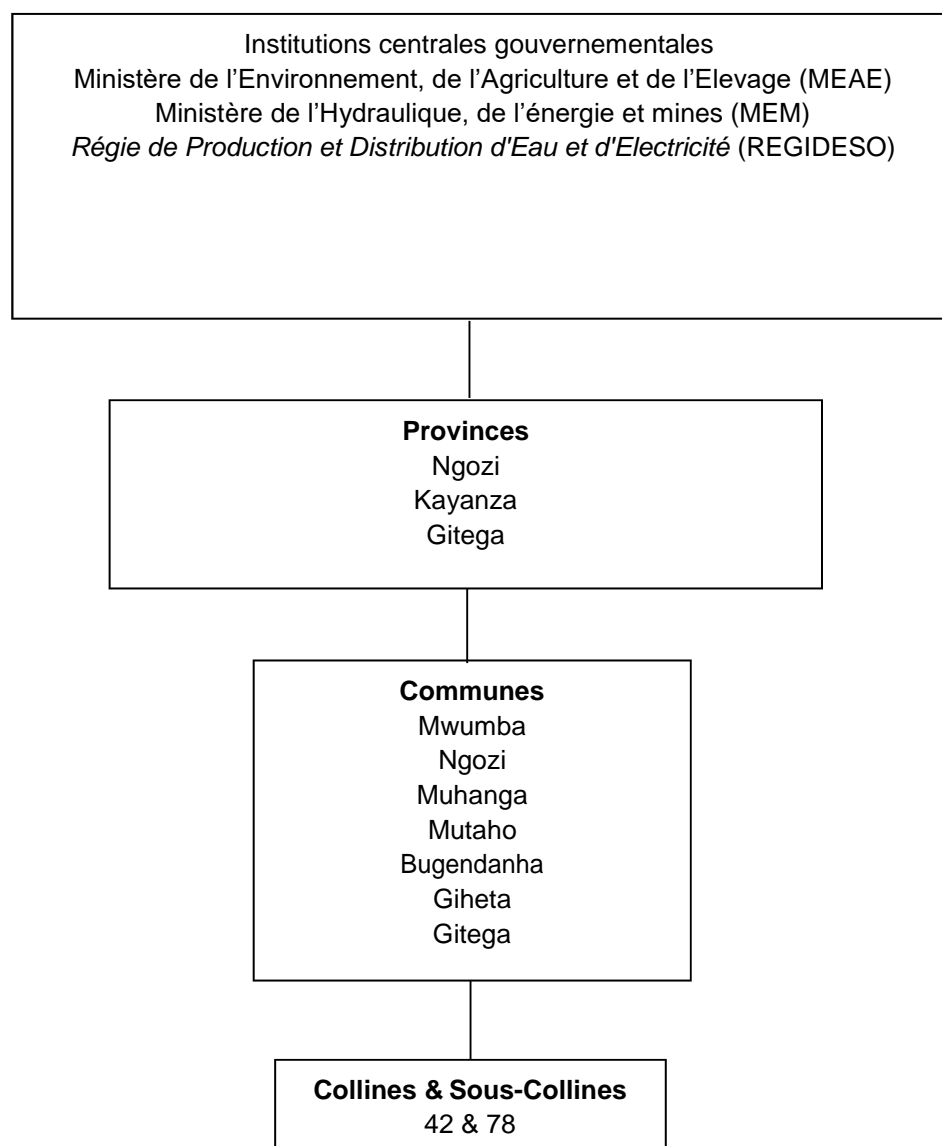 Institutions centrales gouvernementales
Ministère de l’Environnement, de l’Agriculture et de l’Elevage (MEAE)
Ministère de l’Hydraulique, de l’énergie et mines (MEM)
Régie de Production et Distribution d'Eau et d'Electricité (REGIDESO)
Provinces
Ngozi
Kayanza
Gitega
Communes
Mwumba
Ngozi
Muhanga
Mutaho
Bugendanha
Giheta
Gitega
Collines & Sous-Collines
42 & 78